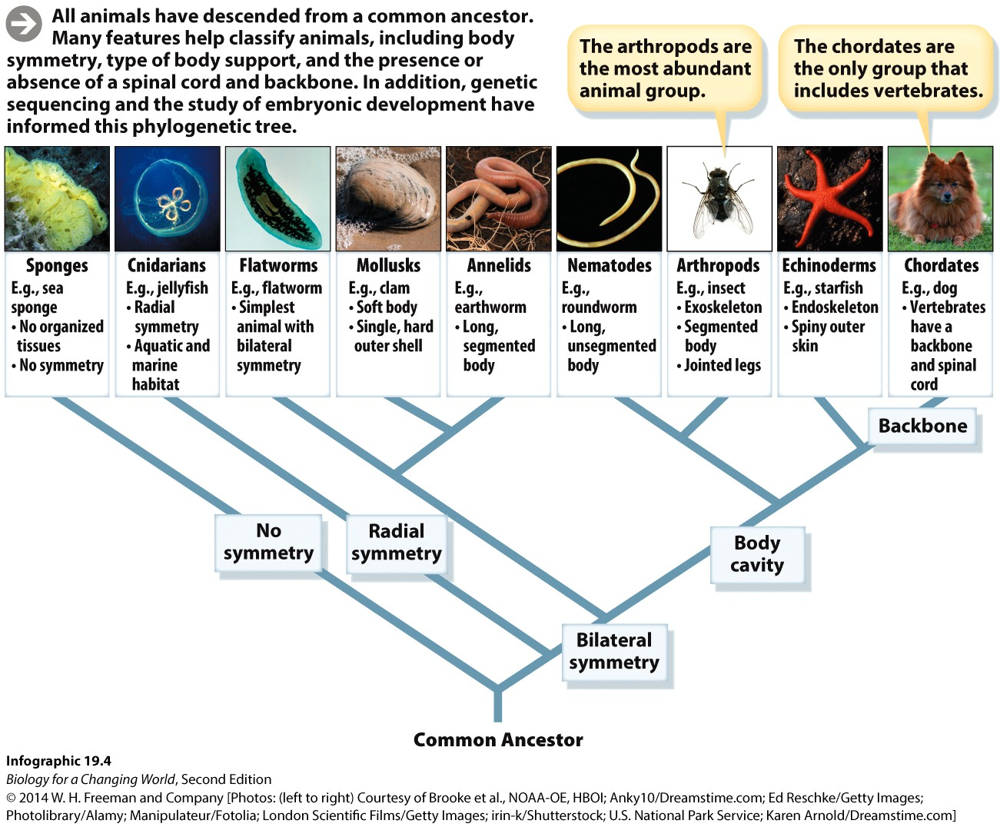 All animals have descended from a common ancestor.
Many features help classify animals, including body
symmetry, type of body support, and the presence or
absence of a spinal cord and backbone. In addition, genetic
sequencing and the study of embryonic development have
informed this phylogenetic tree.
The arthropods are
the most abundant
animal group.
The chordates are
the only group that
includes vertebrates.
Sponges
E.g., sea
sponge
• No organized
tissues
• No symmetry
Cnidarians
E.g., jellyfish
• Radial
symmetry
• Aquatic and
marine
habitat
Flatworms
E.g., flatworm
• Simplest
animal with
bilateral
symmetry
Mollusks
E.g., clam
• Soft body
• Single, hard
outer shell
Annelids
E.g.,
earthworm
• Long,
segmented
body
Nematodes
E.g.,
roundworm
• Long,
unsegmented
body
Arthropods
E.g., insect
• Exoskeleton
• Segmented
body
• Jointed legs
Echinoderms
E.g., starfish
• Endoskeleton
• Spiny outer
skin
Chordates
E.g., dog
• Vertebrates
have a
backbone
and spinal
cord
Backbone
No
symmetry
Radial
symmetry
Body
cavity
Bilateral
symmetry
Common Ancestor
Infographic 19.4
Biology for a Changing World, Second Edition
© 2014 W. H. Freeman and Company [Photos: (left to right) Courtesy of Brooke et al., NOAA-OE, HBOI; Anky10/Dreamstime.com; Ed Reschke/Getty Images;
Photolibrary/Alamy; Manipulateur/Fotolia; London Scientific Films/Getty Images; irin-k/Shutterstock; U.S. National Park Service; Karen Arnold/Dreamstime.com]